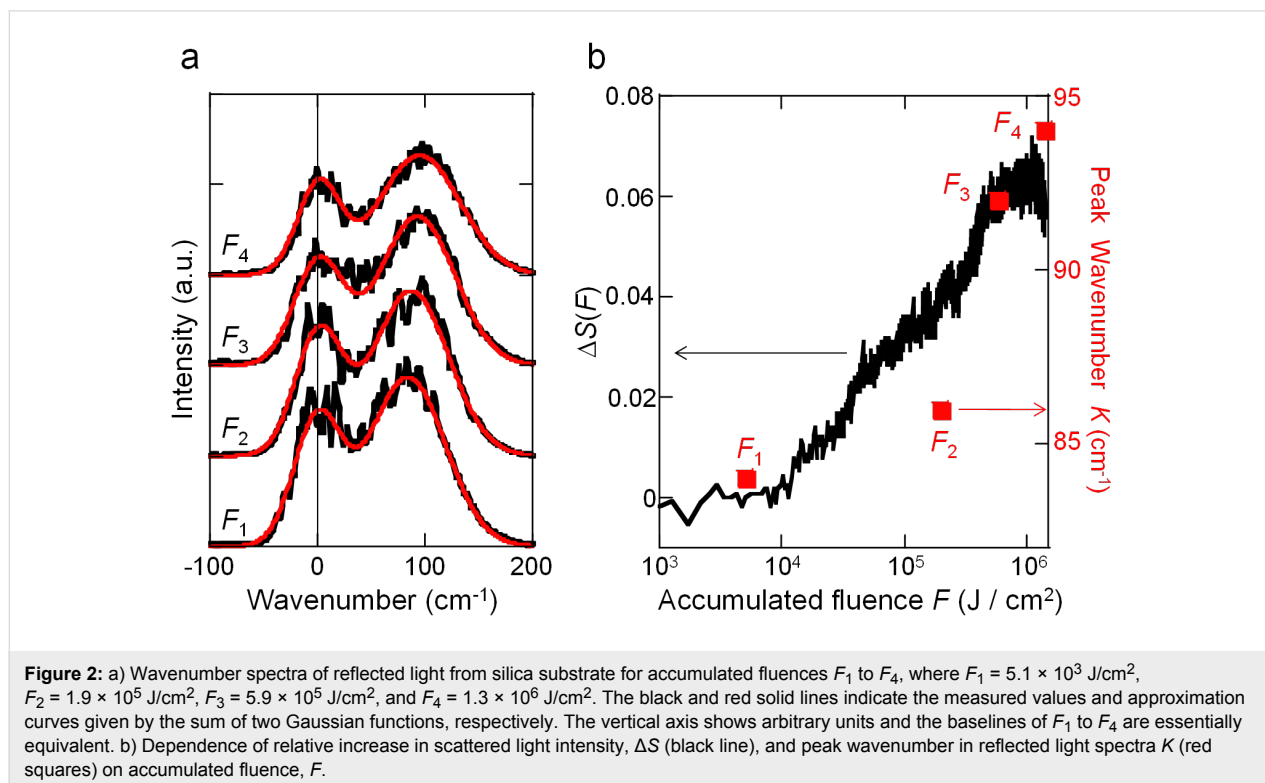 a
b
Intensity (a.u.)
F4
F3
F2
F1
-100 0 100 200
Wavenumber (cm-1)
ΔS(F)
0.08
0.06
0.04
0.02
0
10^3 10^4 10^5 10^6
Accumulated fluence F (J / cm2)
F1
F2
F3
F4
95
90
85
Peak Wavenumber K (cm-1)
Figure 2: a) Wavenumber spectra of reflected light from silica substrate for accumulated fluences F1 to F4, where F1 = 5.1 × 10^3 J/cm2,
F2 = 1.9 × 10^5 J/cm2, F3 = 5.9 × 10^5 J/cm2, and F4 = 1.3 × 10^6 J/cm2. The black and red solid lines indicate the measured values and approximation
curves given by the sum of two Gaussian functions, respectively. The vertical axis shows arbitrary units and the baselines of F1 to F4 are essentially
equivalent. b) Dependence of relative increase in scattered light intensity, ΔS (black line), and peak wavenumber in reflected light spectra K (red
squares) on accumulated fluence, F.